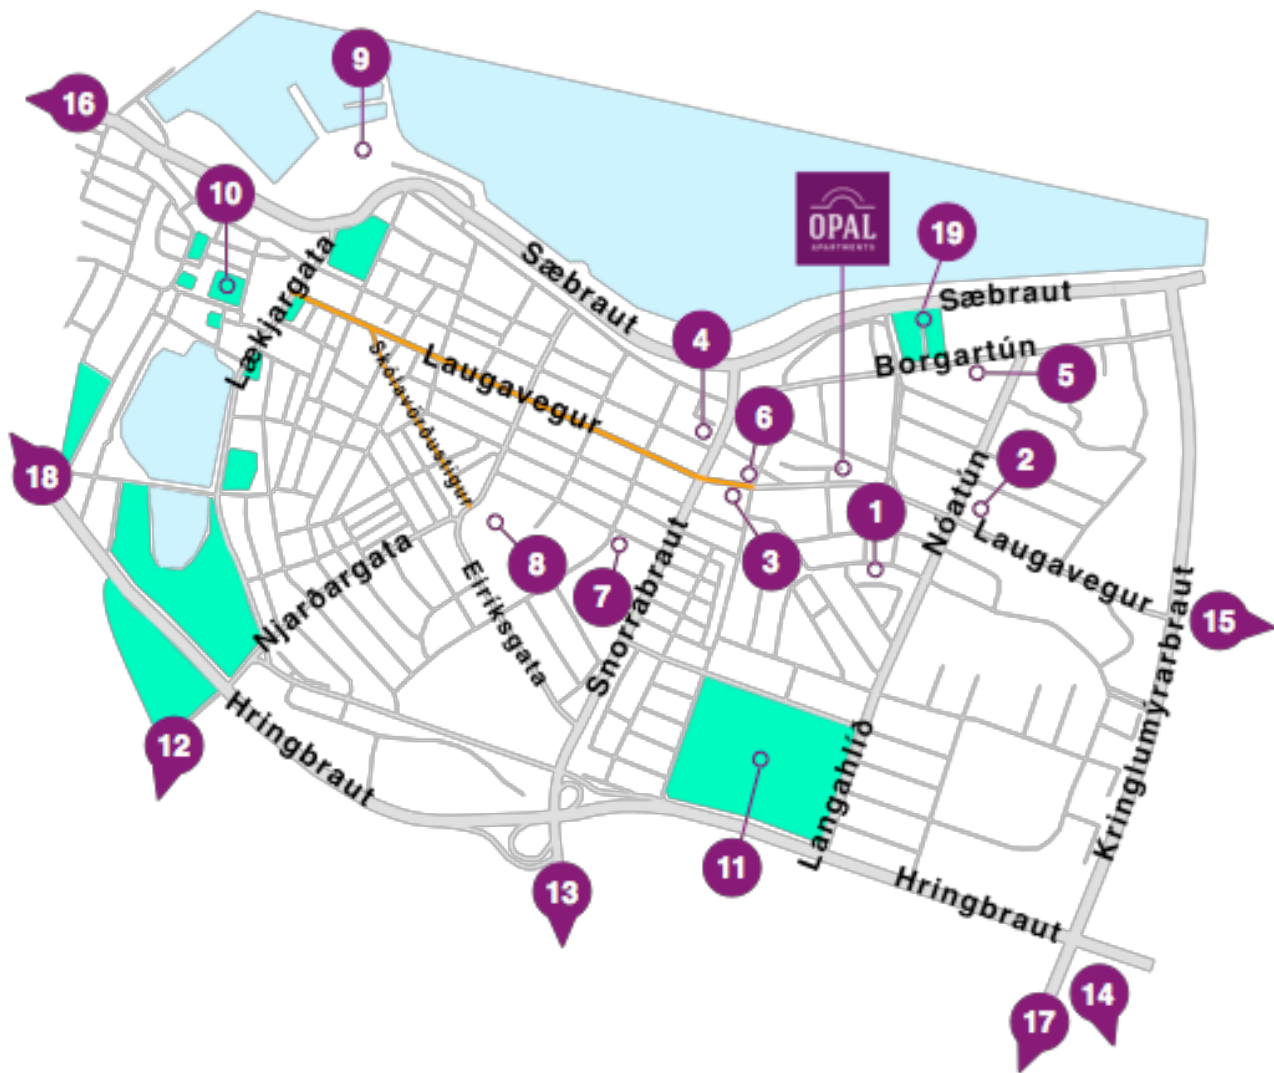 9
16
10
OPAL
APARTMENTS
19
Sæbraut
Sæbraut
Lækjargata
4
Borgartún
5
Laugavegur
Skólavörðustígur
6
2
18
1
Nóatún
Laugavegur
3
8
7
Njarðargata
Eiríksgata
Snorrabraut
15
Kringlumýrarbraut
12
Hringbraut
11
Langahlíð
13
Hringbraut
14
17